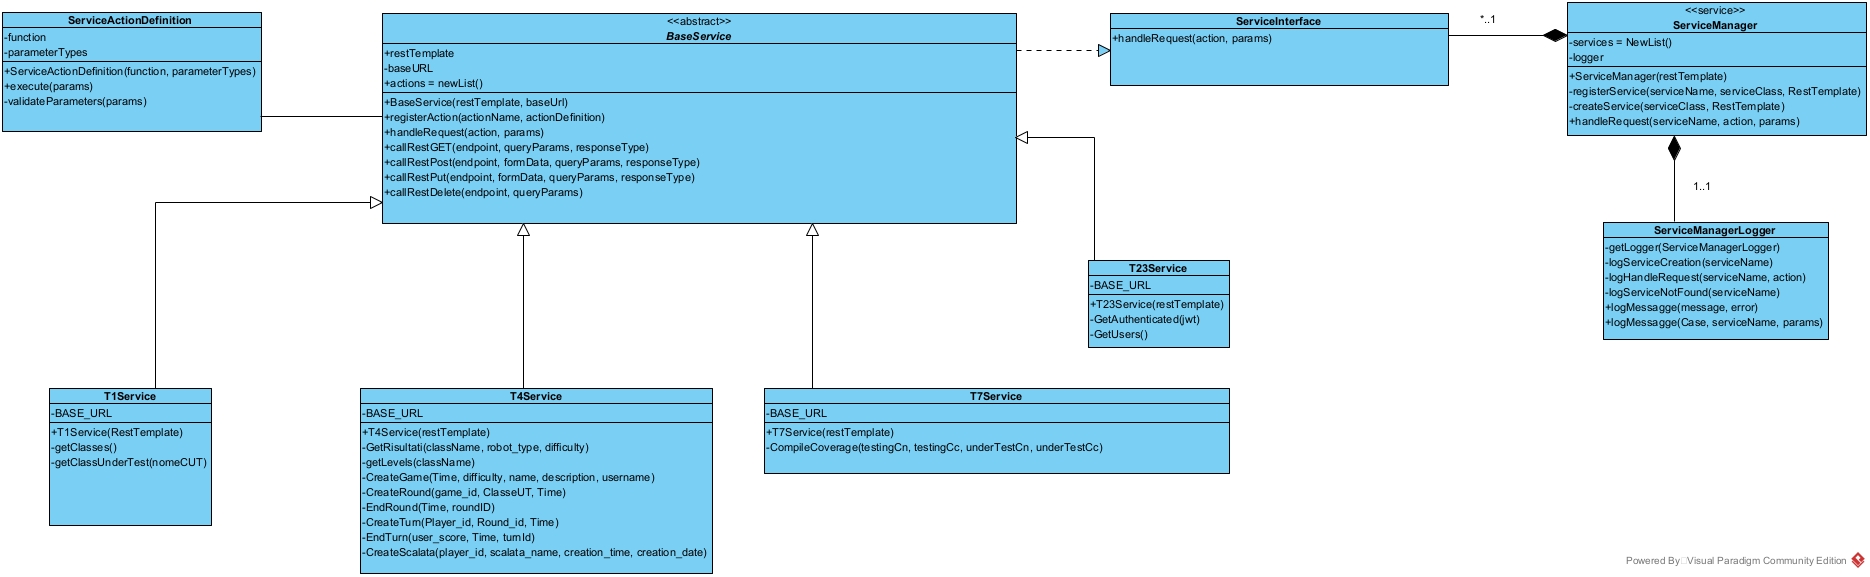 ServiceActionDefinition
-function
-parameterTypes
+ServiceActionDefinition(function, parameterTypes)
+execute(params)
-validateParameters(params)
<<abstract>>
BaseService
+restTemplate
-baseURL
+actions = newList()
+BaseService(restTemplate, baseUrl)
+registerAction(actionName, actionDefinition)
+handleRequest(action, params)
+callRestGET(endpoint, queryParams, responseType)
+callRestPost(endpoint, formData, queryParams, responseType)
+callRestPut(endpoint, formData, queryParams, responseType)
+callRestDelete(endpoint, queryParams)
ServiceInterface
+handleRequest(action, params)
*..1
<<service>>
ServiceManager
-services = NewList()
-logger
+ServiceManager(restTemplate)
-registerService(serviceName, serviceClass, RestTemplate)
-createService(serviceClass, RestTemplate)
+handleRequest(serviceName, action, params)
1..1
ServiceManagerLogger
-getLogger(ServiceManagerLogger)
-logServiceCreation(serviceName)
-logHandleRequest(serviceName, action)
-logServiceNotFound(serviceName)
+logMessagge(message, error)
+logMessagge(Case, serviceName, params)
T23Service
-BASE_URL
+T23Service(restTemplate)
-GetAuthenticated(jwt)
-GetUsers()
T1Service
-BASE_URL
+T1Service(RestTemplate)
-getClasses()
-getClassUnderTest(nomeCUT)
T4Service
-BASE_URL
+T4Service(restTemplate)
-GetRisultati(className, robot_type, difficulty)
-getLevels(className)
-CreateGame(Time, difficulty, name, description, username)
-CreateRound(game_id, ClasseUT, Time)
-EndRound(Time, roundID)
-CreateTurn(Player_id, Round_id, Time)
-EndTurn(user_score, Time, turnId)
-CreateScalata(player_id, scalata_name, creation_time, creation_date)
T7Service
-BASE_URL
+T7Service(restTemplate)
-CompileCoverage(testingCn, testingCc, underTestCn, underTestCc)
Powered By Visual Paradigm Community Edition